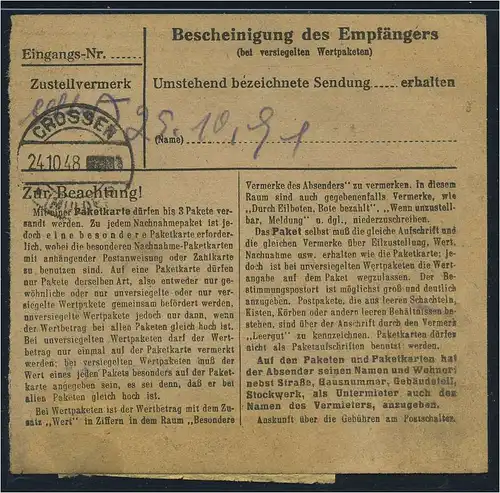 Bescheinigung des Empfängers
(bei versiegelten Wertpaketen)
Eingangs-Nr. ......
Zustellvermerk
Umstehend bezeichnete Sendung ..... erhalten
(Name)
25. 10.
CROSSEN
24.10.48
(MULDE)
Zur Beachtung!
Mit einer Paketkarte dürfen bis 3 Pakete ver-
sandt werden. Zu jedem Nachnahmepaket ist je-
doch eine besondere Paketkarte erforder-
lich, wobei die besonderen Nachnahme-Paketkarten
mit anhängender Postanweisung oder Zahlkarte
zu benutzen sind. Auf eine Paketkarte dürfen
nur Pakete derselben Art, also entweder nur ge-
wöhnliche oder nur unversiegelte oder nur ver-
siegelte Wertpakete gemeinsam befördert werden,
unversiegelte Wertpakete jedoch nur dann, wenn
der Wertbetrag bei allen Paketen gleich hoch ist.
Bei unversiegelten Wertpaketen darf der Wert-
betrag nur einmal auf der Paketkarte vermerkt
werden; bei versiegelten Wertpaketen muß der
Wert eines jeden Pakets besonders auf der Paket-
karte angegeben sein, es sei denn, daß er bei
allen Paketen gleich hoch ist.
Bei Wertpaketen ist der Wertbetrag mit dem Zu-
satz „Wert" in Ziffern in dem Raum „Besondere
Vermerke des Absenders" zu vermerken. In diesem
Raum sind auch gegebenenfalls Vermerke, wie
„Durch Eilboten, Bote bezahlt". „Wenn unzustell-
bar, Meldung" u. dgl., niederzuschreiben.
Das Paket selbst muß die gleiche Aufschrift und
die gleichen Vermerke über Eilzustellung, Wert,
Nachnahme usw. erhalten wie die Paketkarte; je-
doch ist bei unversiegelten Wertpaketen die Wert-
angabe auf dem Paket wegzulassen. Der Be-
stimmungspostort ist möglichst groß und deutlich
anzugeben. Postpakete, die aus leeren Schachteln,
Kisten, Körben oder andere leeren Behältnissen be-
stehen, sind über der Anschrift durch den Vermerk
„Leergut" zu kennzeichnen. Paketkarten dürfen
nicht als Paketaufschriften benutzt werden.
Auf den Paketen und Paketkarten hat
der Absender seinen Namen und Wohnort
nebst Straße, Hausnummer, Gebäudeteil,
Stockwerk, als Untermieter auch den
Namen des Vermieters, anzugeben.
Auskunft über die Gebühren am Postschalter.